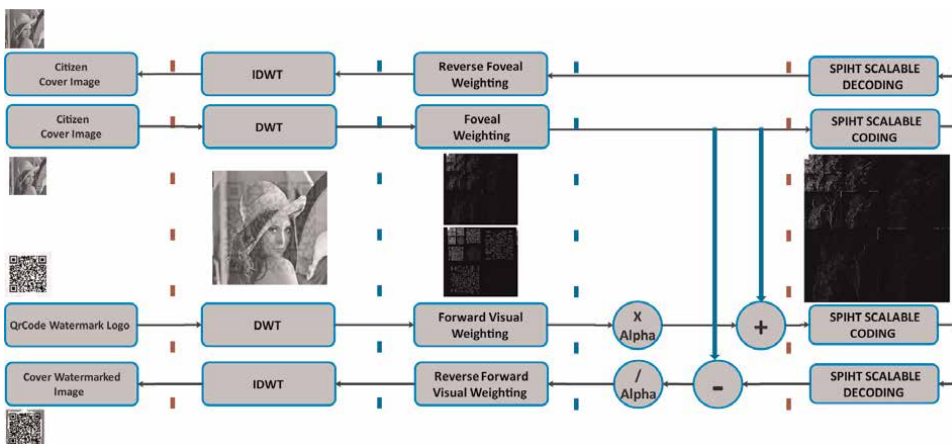 Citizen
Cover Image
IDWT
Reverse Foveal
Weighting
SPIHT SCALABLE
DECODING
Citizen
Cover Image
DWT
Foveal
Weighting
SPIHT SCALABLE
CODING
QrCode Watermark Logo
DWT
Forward Visual
Weighting
X
Alpha
+
SPIHT SCALABLE
CODING
Cover Watermarked
Image
IDWT
Reverse Forward
Visual Weighting
/
Alpha
-
SPIHT SCALABLE
DECODING